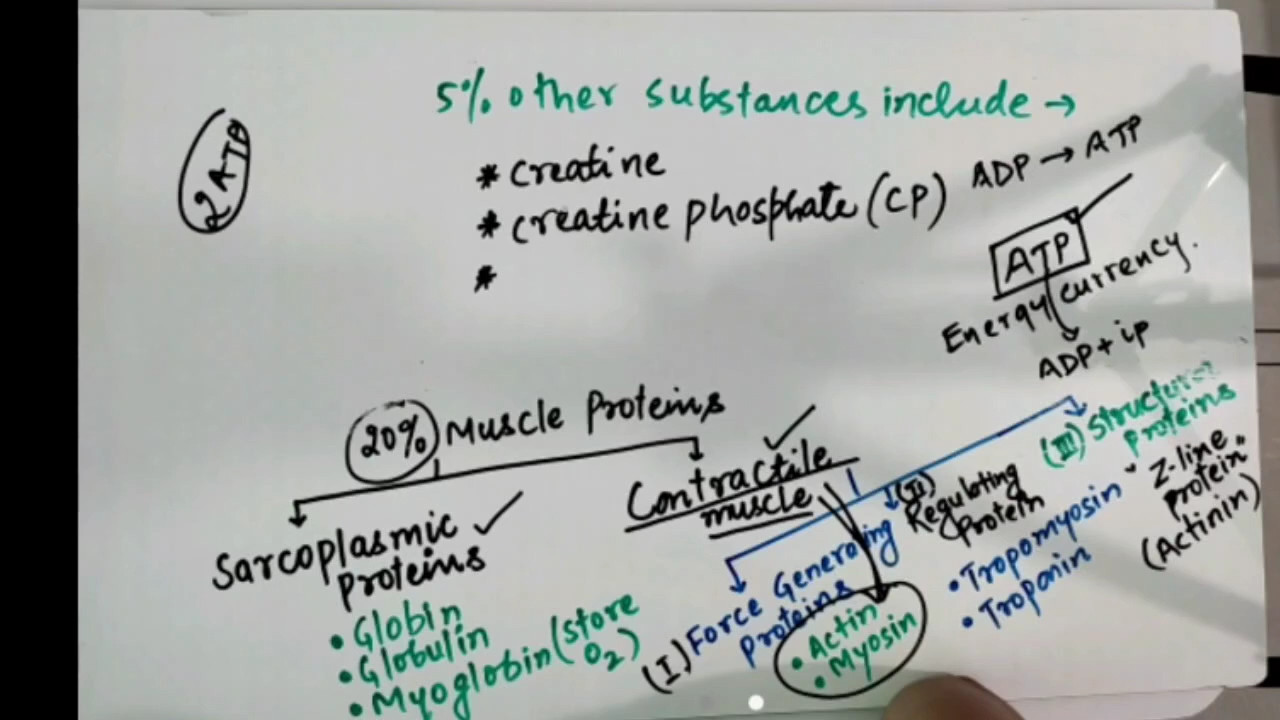 5% other substances include →
2 ATP
* Creatine
* Creatine phosphate (CP)
*
ADP → ATP
ATP
Energy currency.
ADP + ip
20% Muscle Proteins
Sarcoplasmic
Proteins
• Globin
• Globulin
• Myoglobin (store
O2)
Contractile
muscle
(I) Force Generating
Proteins
• Actin
• Myosin
(II)
Regulating
Protein
• Tropomyosin
• Troponin
(III) Structural
Proteins
Z-line
Protein
(Actinin)